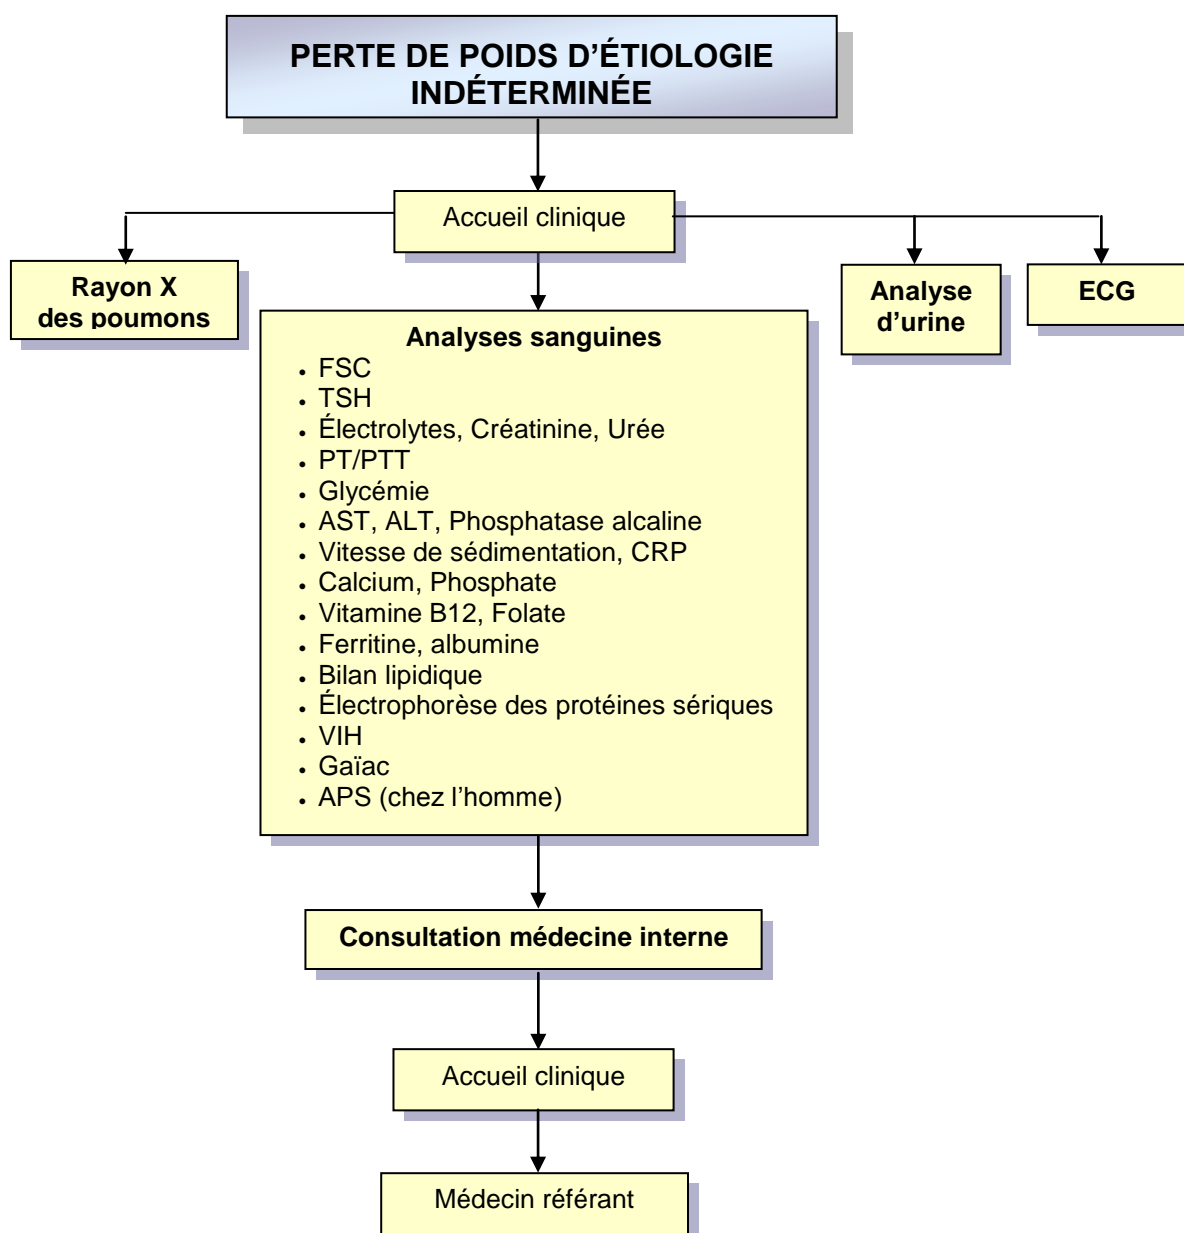 PERTE DE POIDS D’ÉTIOLOGIE
INDÉTERMINÉE
Accueil clinique
Rayon X
des poumons
Analyse
d’urine
ECG
Analyses sanguines
• FSC
• TSH
• Électrolytes, Créatinine, Urée
• PT/PTT
• Glycémie
• AST, ALT, Phosphatase alcaline
• Vitesse de sédimentation, CRP
• Calcium, Phosphate
• Vitamine B12, Folate
• Ferritine, albumine
• Bilan lipidique
• Électrophorèse des protéines sériques
• VIH
• Gaïac
• APS (chez l’homme)
Consultation médecine interne
Accueil clinique
Médecin référant